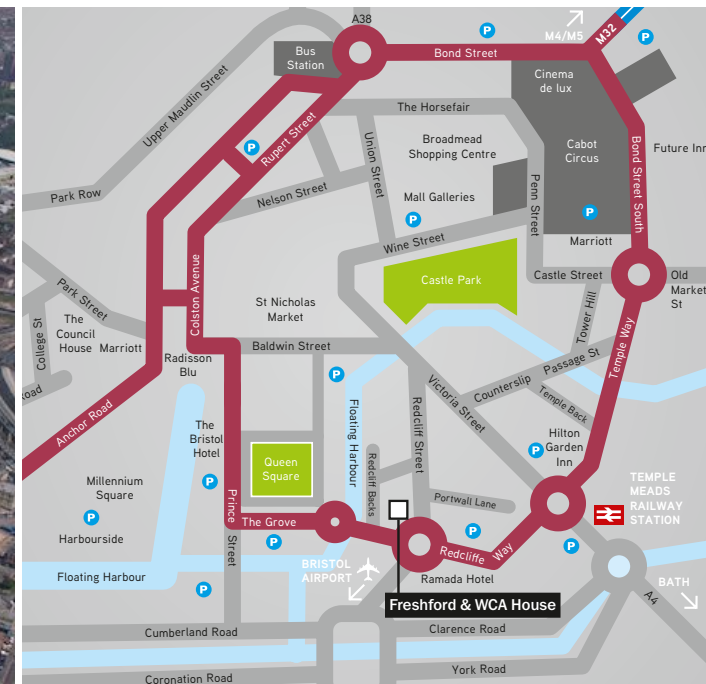 A38
P
M4/M5
M32
P
Bus
Station
Bond Street
Cinema
de lux
Upper Maudlin Street
The Horsefair
P
Rupert Street
Union Street
Broadmead
Shopping Centre
Cabot
Circus
Bond Street South
Future Inn
Park Row
Nelson Street
Mall Galleries
P
Penn Street
P
Marriott
Wine Street
Castle Park
Castle Street
Old
Market
St
Colston Avenue
Park Street
College St
The
Council
House
Marriott
St Nicholas
Market
Tower Hill
Temple Way
Radisson
Blu
Baldwin Street
P
Counterslip
Passage St
Victoria Street
Temple Back
oad
Anchor Road
The
Bristol
Hotel
Floating Harbour
Redcliff Street
Hilton
Garden
Inn
P
Queen
Square
Redcliff Backs
Millennium
Square
P
P
Harbourside
Prince
Street
The Grove
P
Portwall Lane
P
TEMPLE
MEADS
RAILWAY
STATION
Redcliffe Way
P
Floating Harbour
P
BRISTOL
AIRPORT
Ramada Hotel
BATH
A4
Freshford & WCA House
Cumberland Road
Clarence Road
Coronation Road
York Road